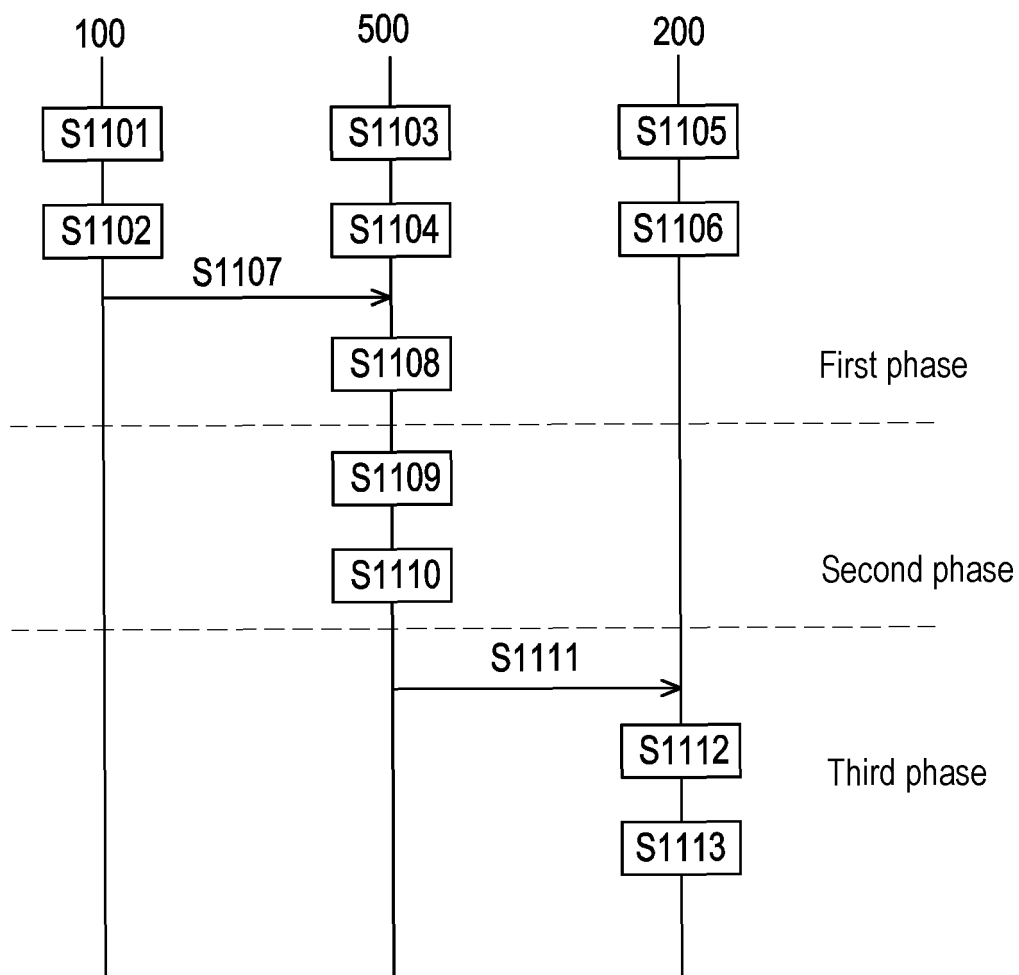 100 500 200
S1101 S1103 S1105
S1102 S1104 S1106
S1107
S1108 First phase
S1109
S1110 Second phase
S1111
S1112
Third phase
S1113